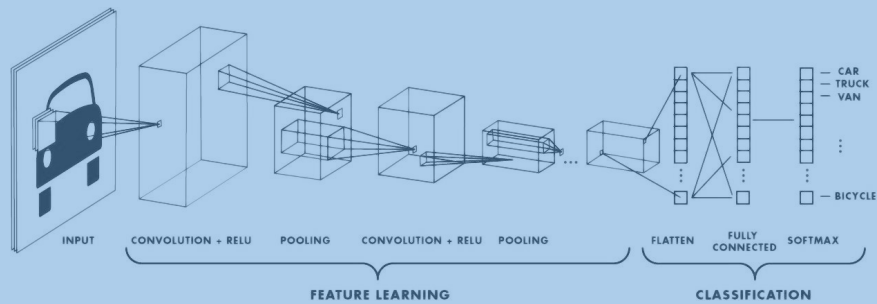 CAR
TRUCK
VAN
BICYCLE
INPUT
CONVOLUTION + RELU
POOLING
CONVOLUTION + RELU
POOLING
FLATTEN
FULLY
CONNECTED
SOFTMAX
FEATURE LEARNING
CLASSIFICATION